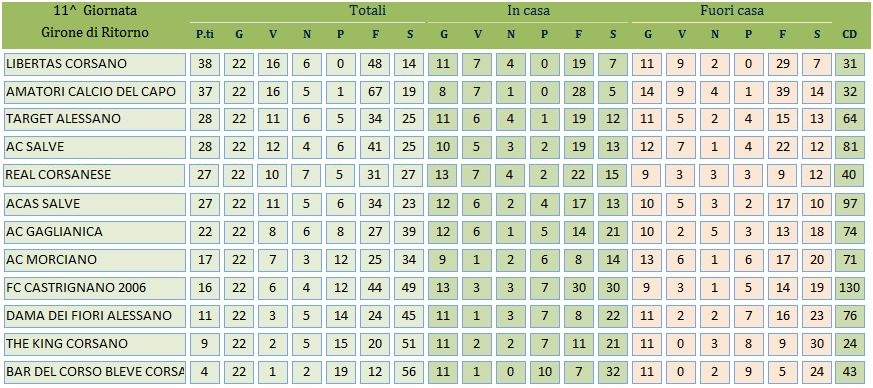 11^ Giornata Totali In casa Fuori casa
Girone di Ritorno P.ti G V N P F S G V N P F S G V N P F S CD
LIBERTAS CORSANO 38 22 16 6 0 48 14 11 7 4 0 19 7 11 9 2 0 29 7 31
AMATORI CALCIO DEL CAPO 37 22 16 5 1 67 19 8 7 1 0 28 5 14 9 4 1 39 14 32
TARGET ALESSANO 28 22 11 6 5 34 25 11 6 4 1 19 12 11 5 2 4 15 13 64
AC SALVE 28 22 12 4 6 41 25 10 5 3 2 19 13 12 7 1 4 22 12 81
REAL CORSANESE 27 22 10 7 5 31 27 13 7 4 2 22 15 9 3 3 3 9 12 40
ACAS SALVE 27 22 11 5 6 34 23 12 6 2 4 17 13 10 5 3 2 17 10 97
AC GAGLIANICA 22 22 8 6 8 27 39 12 6 1 5 14 21 10 2 5 3 13 18 74
AC MORCIANO 17 22 7 3 12 25 34 9 1 2 6 8 14 13 6 1 6 17 20 71
FC CASTRIGNANO 2006 16 22 6 4 12 44 49 13 3 3 7 30 30 9 3 1 5 14 19 130
DAMA DEI FIORI ALESSANO 11 22 3 5 14 24 45 11 1 3 7 8 22 11 2 2 7 16 23 76
THE KING CORSANO 9 22 2 5 15 20 51 11 2 2 7 11 21 11 0 3 8 9 30 24
BAR DEL CORSO BLEVE CORSA 4 22 1 2 19 12 56 11 1 0 10 7 32 11 0 2 9 5 24 43